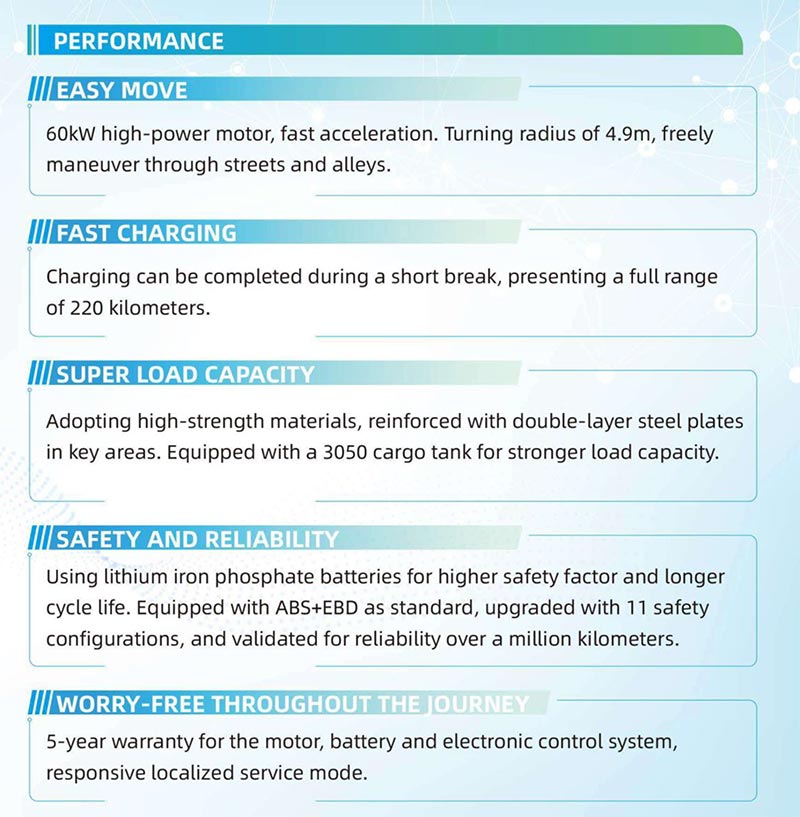 PERFORMANCE
EASY MOVE
60kW high-power motor, fast acceleration. Turning radius of 4.9m, freely
maneuver through streets and alleys.
FAST CHARGING
Charging can be completed during a short break, presenting a full range
of 220 kilometers.
SUPER LOAD CAPACITY
Adopting high-strength materials, reinforced with double-layer steel plates
in key areas. Equipped with a 3050 cargo tank for stronger load capacity.
SAFETY AND RELIABILITY
Using lithium iron phosphate batteries for higher safety factor and longer
cycle life. Equipped with ABS+EBD as standard, upgraded with 11 safety
configurations, and validated for reliability over a million kilometers.
WORRY-FREE THROUGHOUT THE JOURNEY
5-year warranty for the motor, battery and electronic control system,
responsive localized service mode.